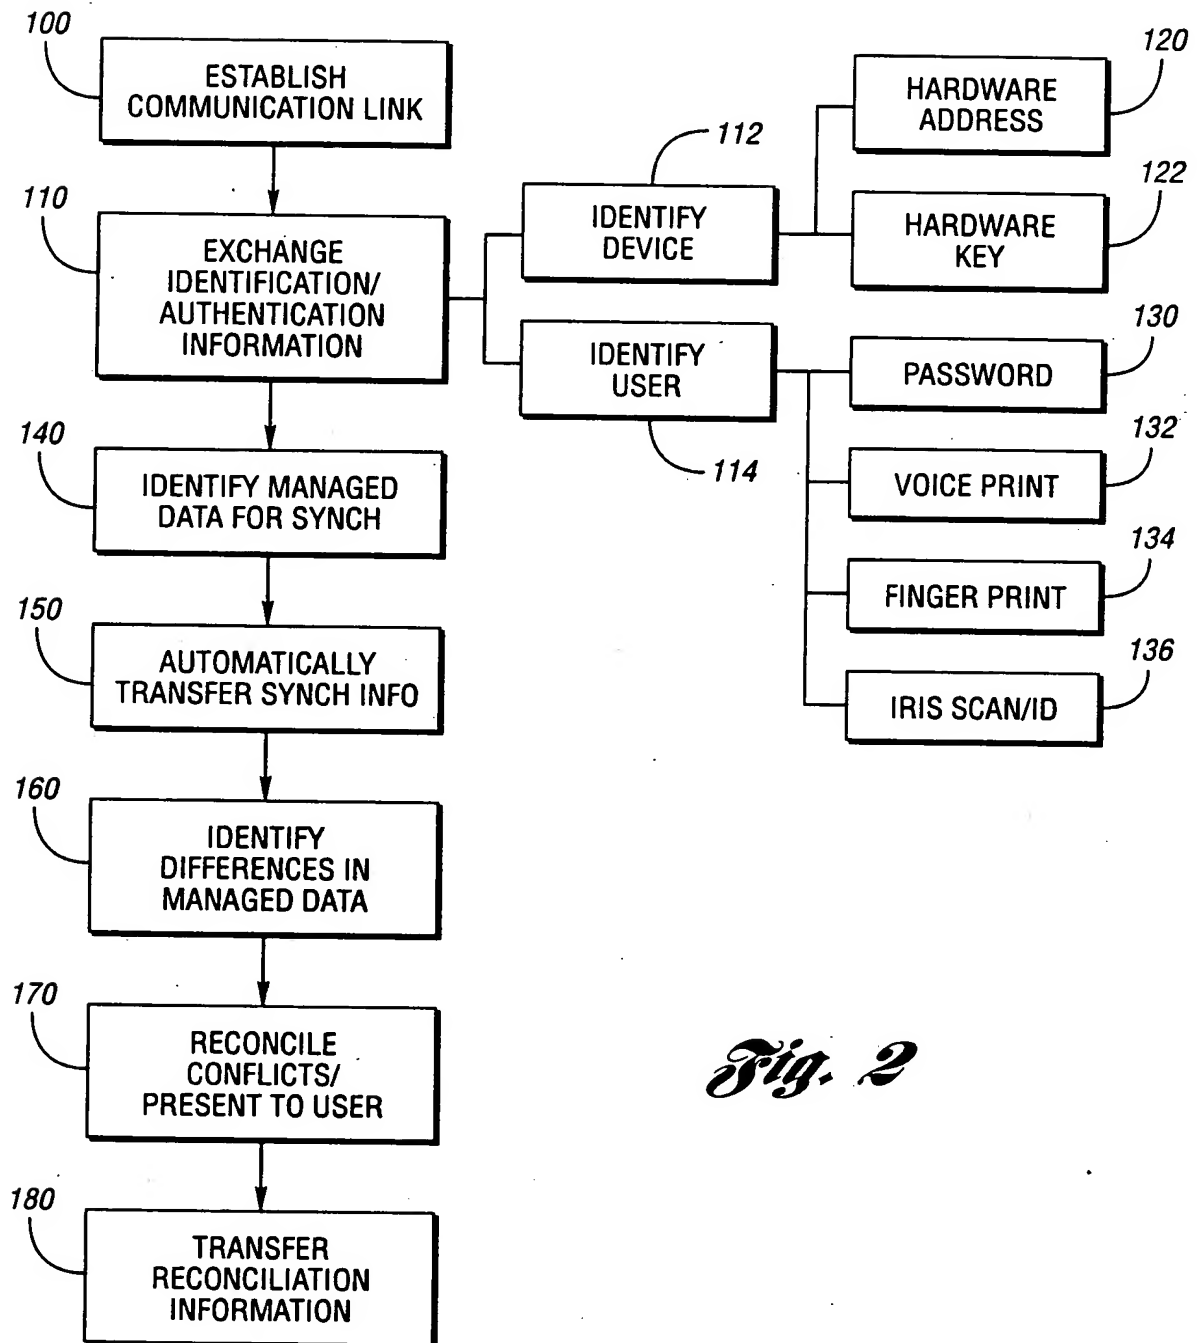 100
ESTABLISH
COMMUNICATION LINK
110
EXCHANGE
IDENTIFICATION/
AUTHENTICATION
INFORMATION
112
IDENTIFY
DEVICE
120
HARDWARE
ADDRESS
122
HARDWARE
KEY
IDENTIFY
USER
114
130
PASSWORD
132
VOICE PRINT
134
FINGER PRINT
136
IRIS SCAN/ID
140
IDENTIFY MANAGED
DATA FOR SYNCH
150
AUTOMATICALLY
TRANSFER SYNCH INFO
160
IDENTIFY
DIFFERENCES IN
MANAGED DATA
170
RECONCILE
CONFLICTS/
PRESENT TO USER
180
TRANSFER
RECONCILIATION
INFORMATION
Fig. 2